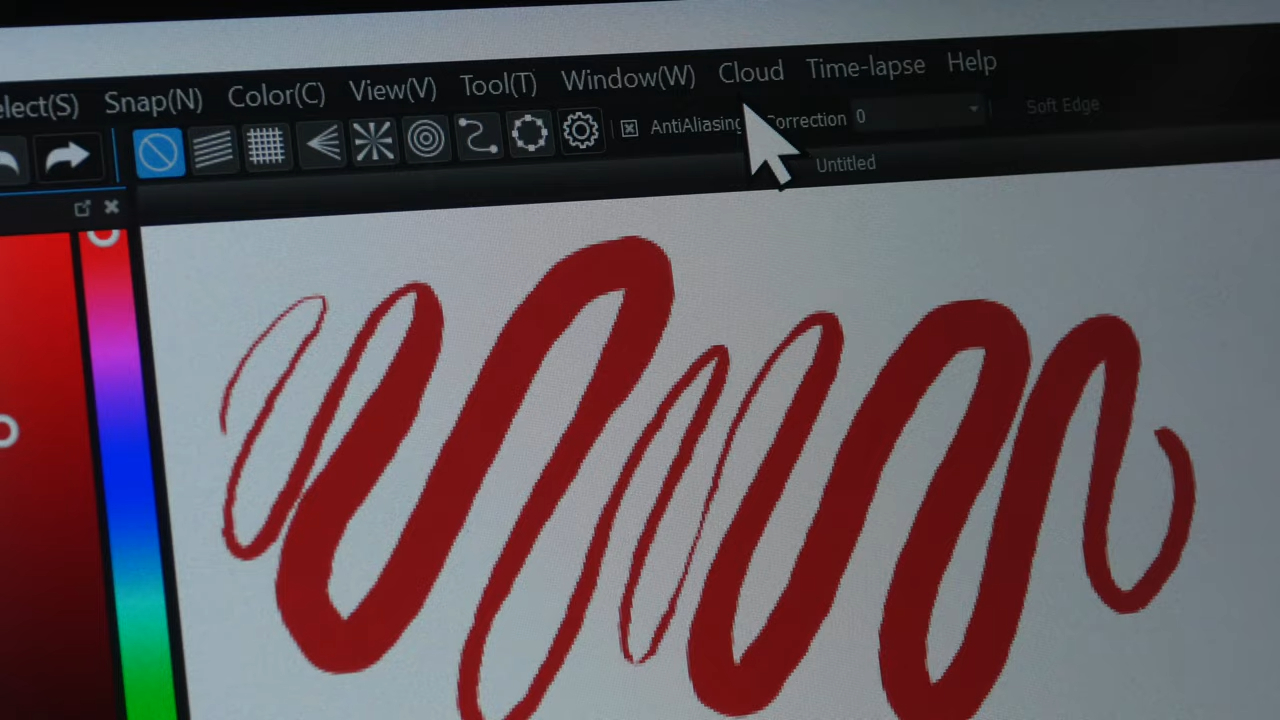 elect(S) Snap(N) Color(C) View(V) Tool(T) Window(W) Cloud Time-lapse Help
AntiAliasing Correction 0 Soft Edge
Untitled